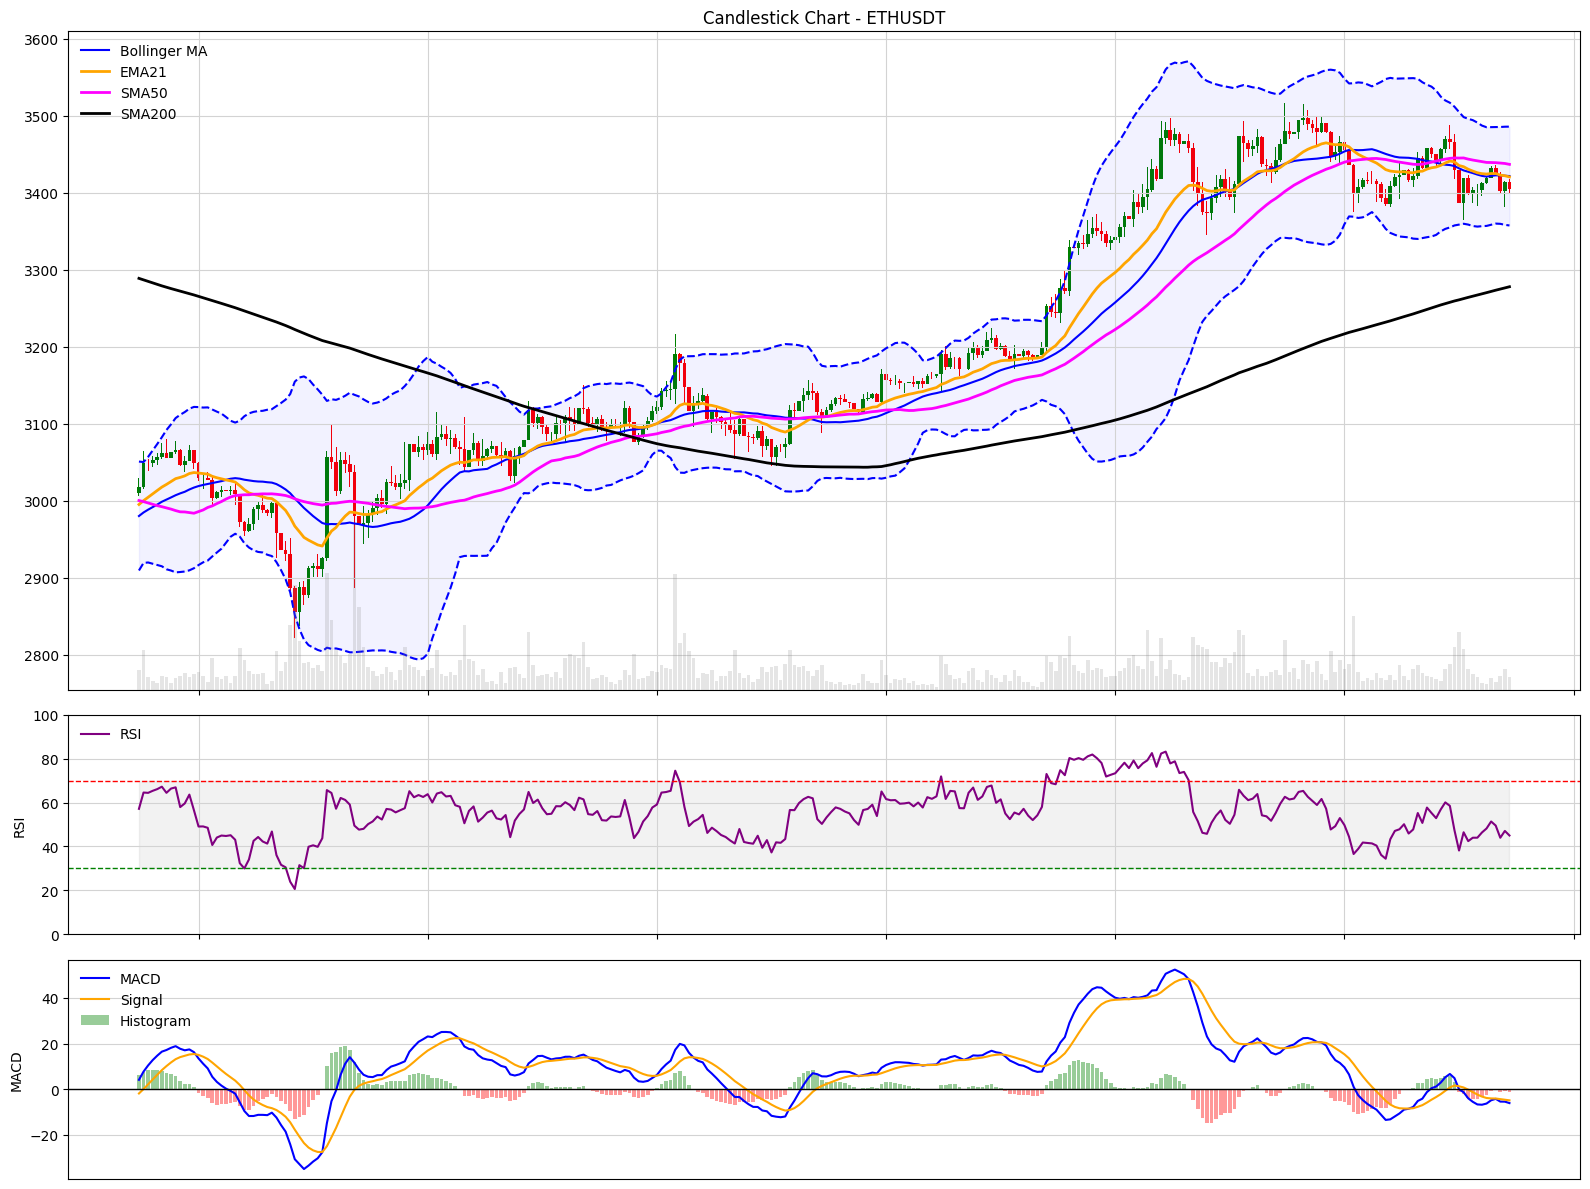 Candlestick Chart - ETHUSDT
3600
3500
3400
3300
3200
3100
3000
2900
2800
Bollinger MA
EMA21
SMA50
SMA200
100
80
60
40
20
0
RSI
RSI
40
20
0
−20
MACD
MACD
Signal
Histogram